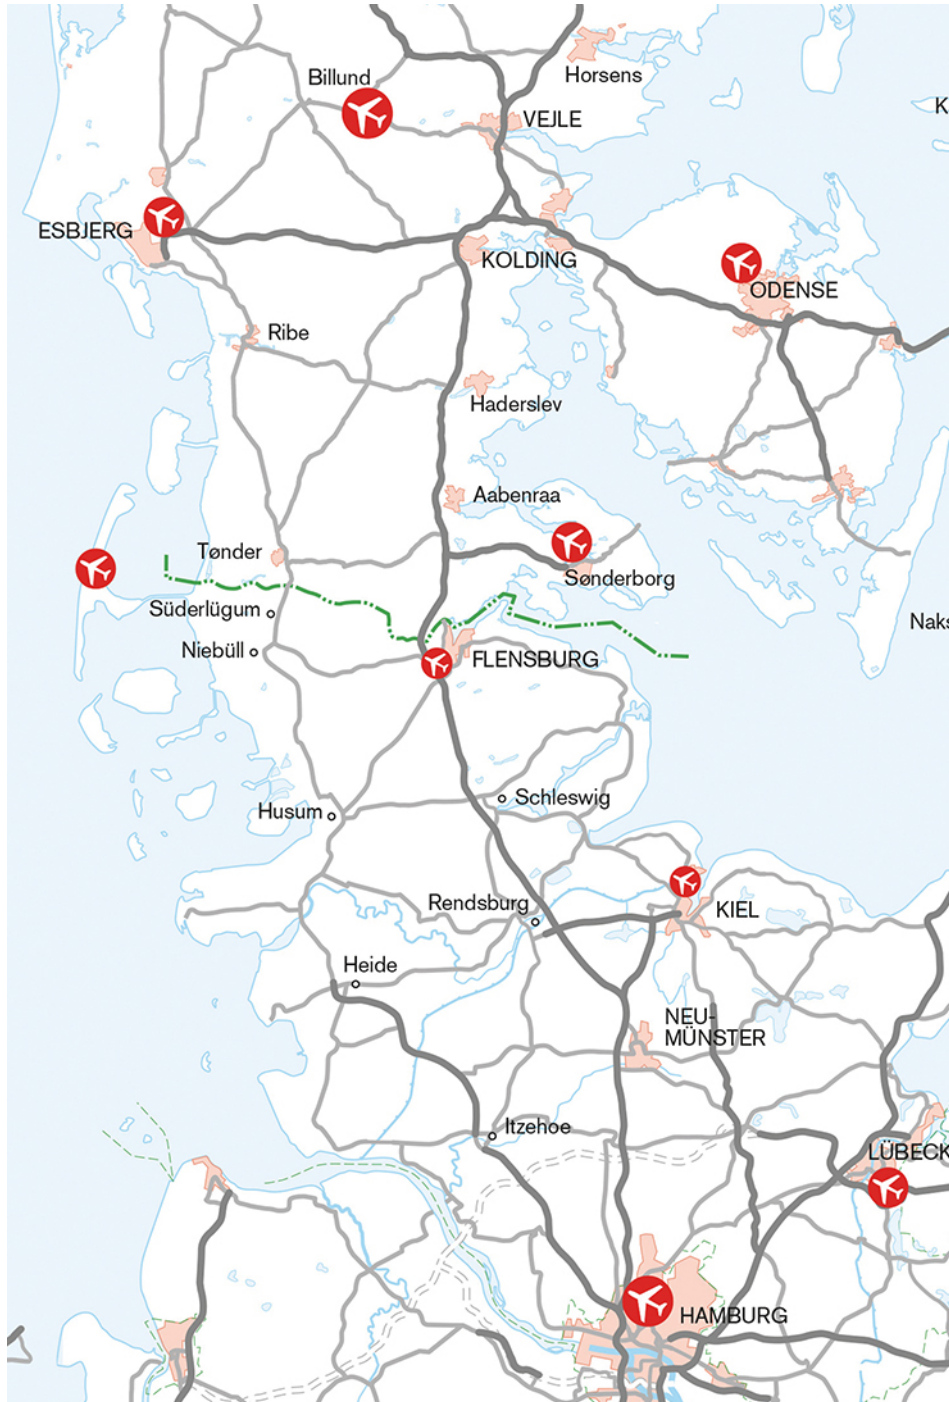 Billund
Horsens
K
VEJLE
ESBJERG
KOLDING
ODENSE
Ribe
Haderslev
Aabenraa
Tønder
Sønderborg
Süderlügum
Naks
Niebüll
FLENSBURG
Husum
Schleswig
Rendsburg
KIEL
Heide
NEU-
MÜNSTER
Itzehoe
LÜBECK
HAMBURG